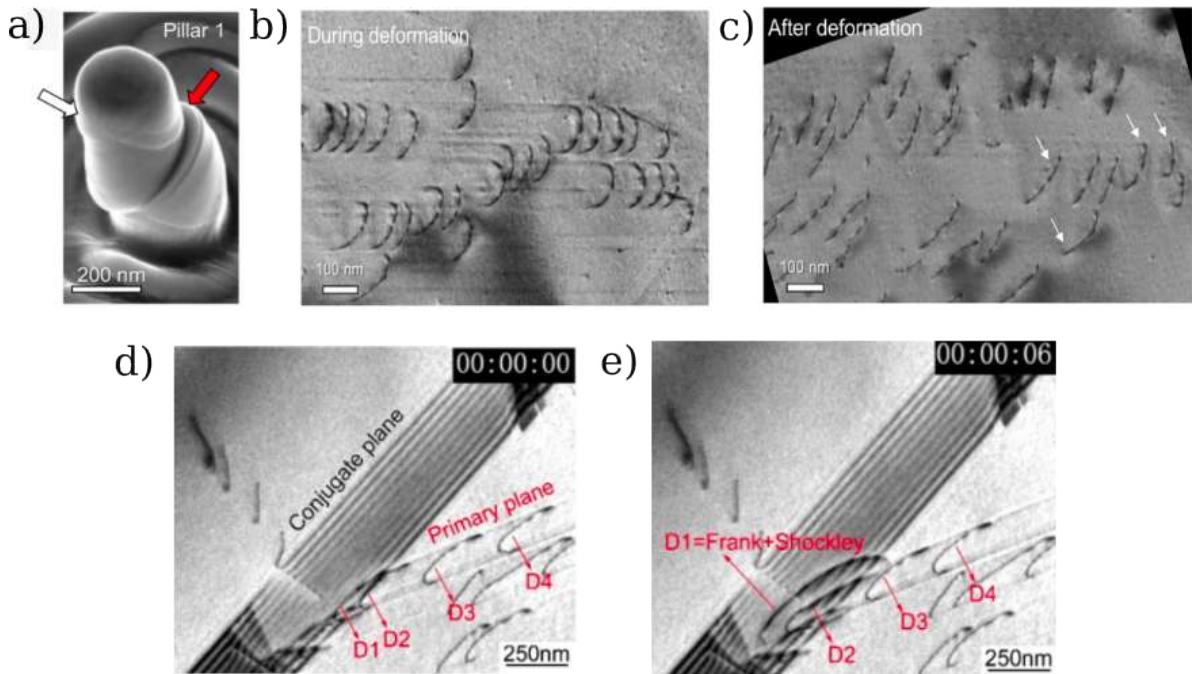 a)
Pillar 1
200 nm
b)
During deformation
100 nm
c)
After deformation
100 nm
d)
00:00:00
Conjugate plane
Primary plane
D4
D3
D1
D2
250nm
e)
00:00:06
D1=Frank+Shockley
D4
D3
D2
250nm